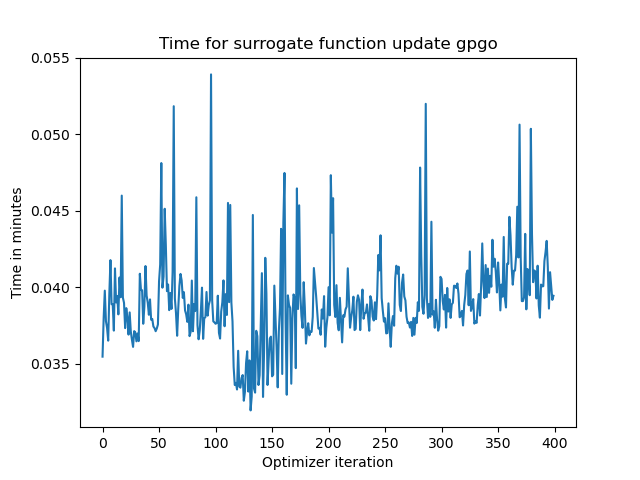 Time for surrogate function update gpgo
Time in minutes
0.055
0.050
0.045
0.040
0.035
0 50 100 150 200 250 300 350 400
Optimizer iteration